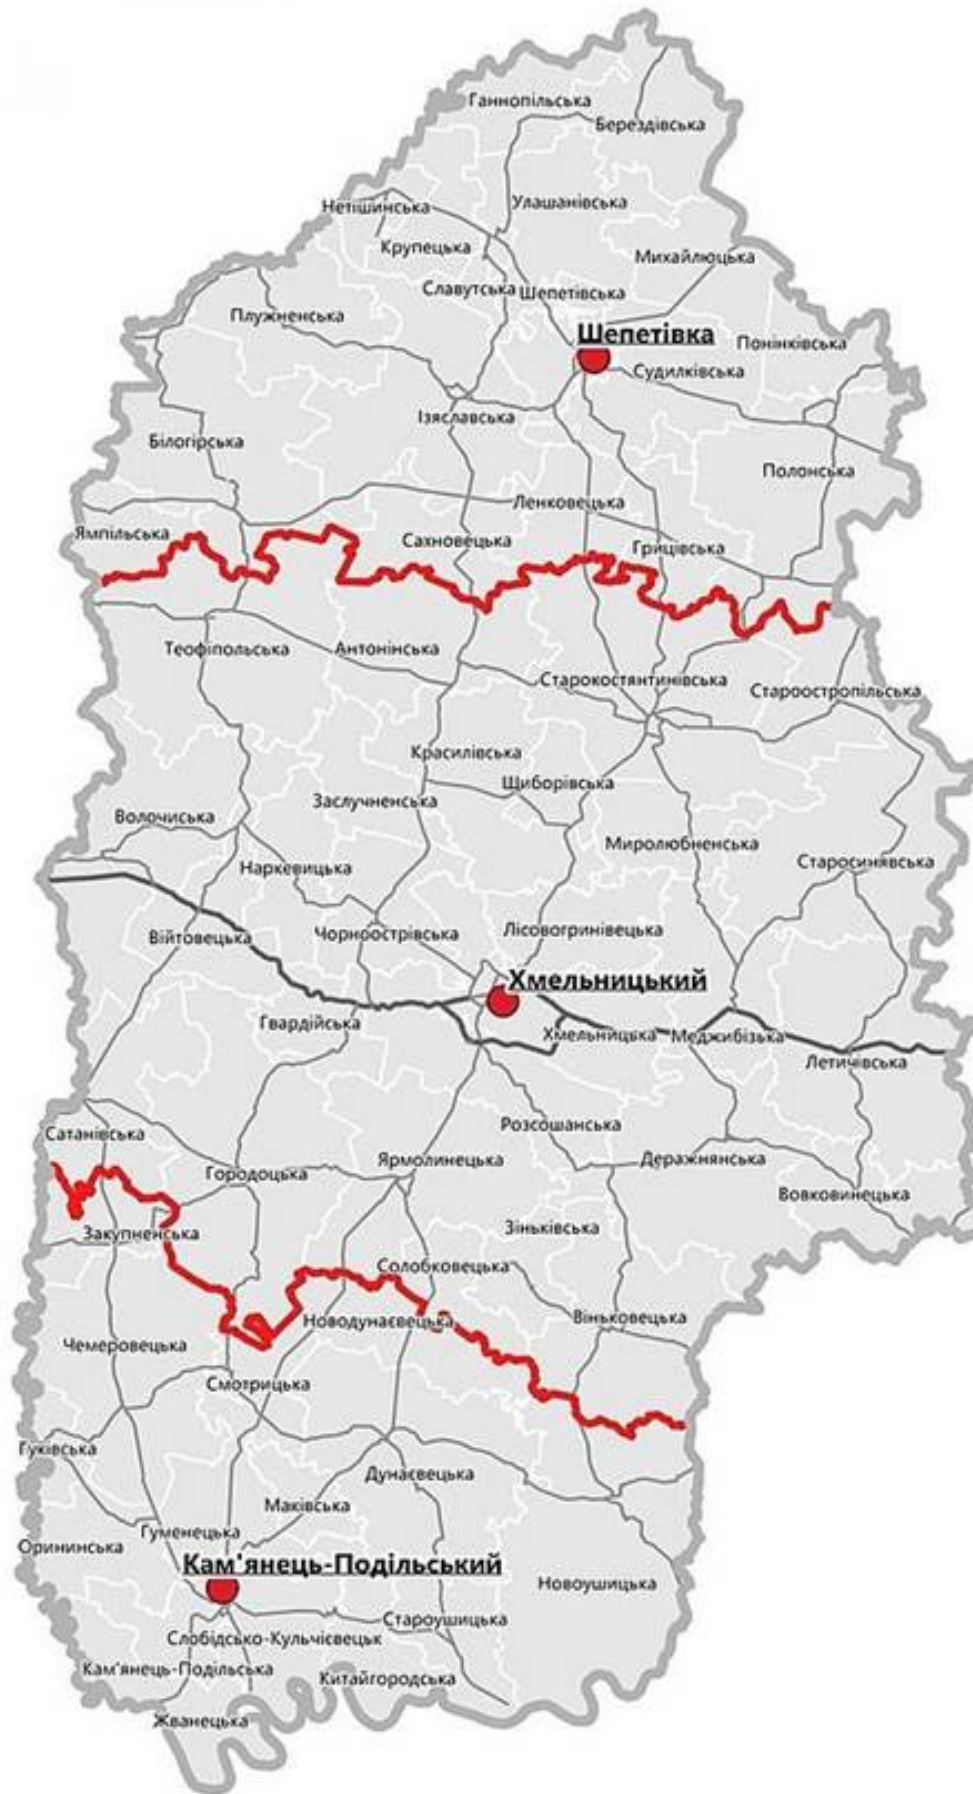 Ганнопільська
Берездівська
Улашанівська
Нетішинська
Крупецька
Михайлюцька
Славутська
Шепетівська
Плужненська
Шепетівка
Понінківська
Судилківська
Ізяславська
Білогірська
Полонська
Ленковецька
Ямпільська
Сахновецька
Грицівська
Теофіпольська
Антонінська
Старокостянтинівська
Староостропільська
Красилівська
Щиборівська
Заслучненська
Волочиська
Миролюбненська
Старосинявська
Наркевицька
Війтовецька
Чорноострівська
Лісовогринівецька
Хмельницький
Гвардійська
Хмельницька
Меджибізька
Летичівська
Розсошанська
Сатанівська
Городоцька
Ярмолинецька
Деражнянська
Вовковинецька
Закупненська
Зіньківська
Солобковецька
Новодунаєвецька
Віньковецька
Чемеровецька
Смотрицька
Гуківська
Дунаєвецька
Маківська
Гуменецька
Орининська
Кам'янець-Подільський
Новоушицька
Староушицька
Слобідсько-Кульчієвецьк
Кам'янець-Подільська
Китайгородська
Жванецька